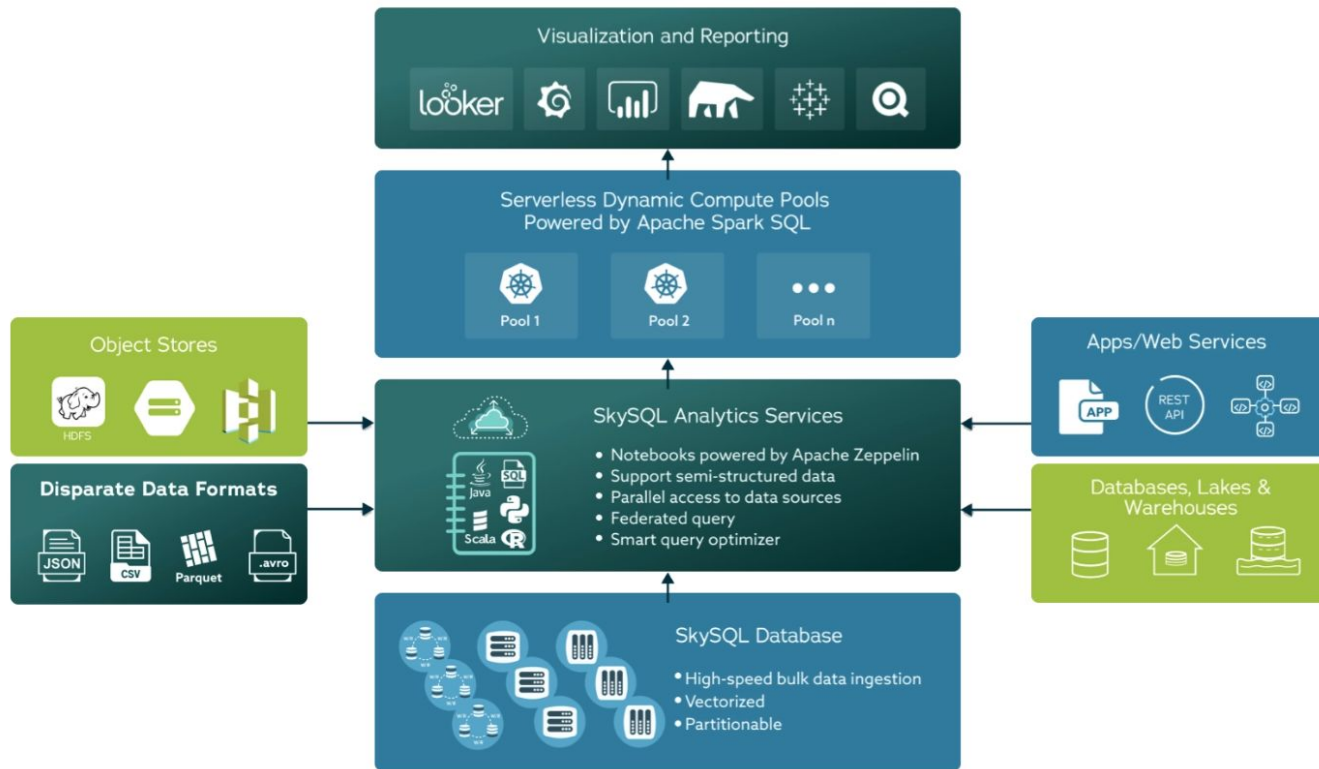 Visualization and Reporting
looker
Serverless Dynamic Compute Pools
Powered by Apache Spark SQL
Pool 1
Pool 2
Pool n
Object Stores
HDFS
Disparate Data Formats
JSON
CSV
Parquet
.avro
SkySQL Analytics Services
• Notebooks powered by Apache Zeppelin
• Support semi-structured data
• Parallel access to data sources
• Federated query
• Smart query optimizer
Java
SQL
Scala
R
Apps/Web Services
APP
REST
API
</>
</>
</>
</>
Databases, Lakes &
Warehouses
SkySQL Database
• High-speed bulk data ingestion
• Vectorized
• Partitionable